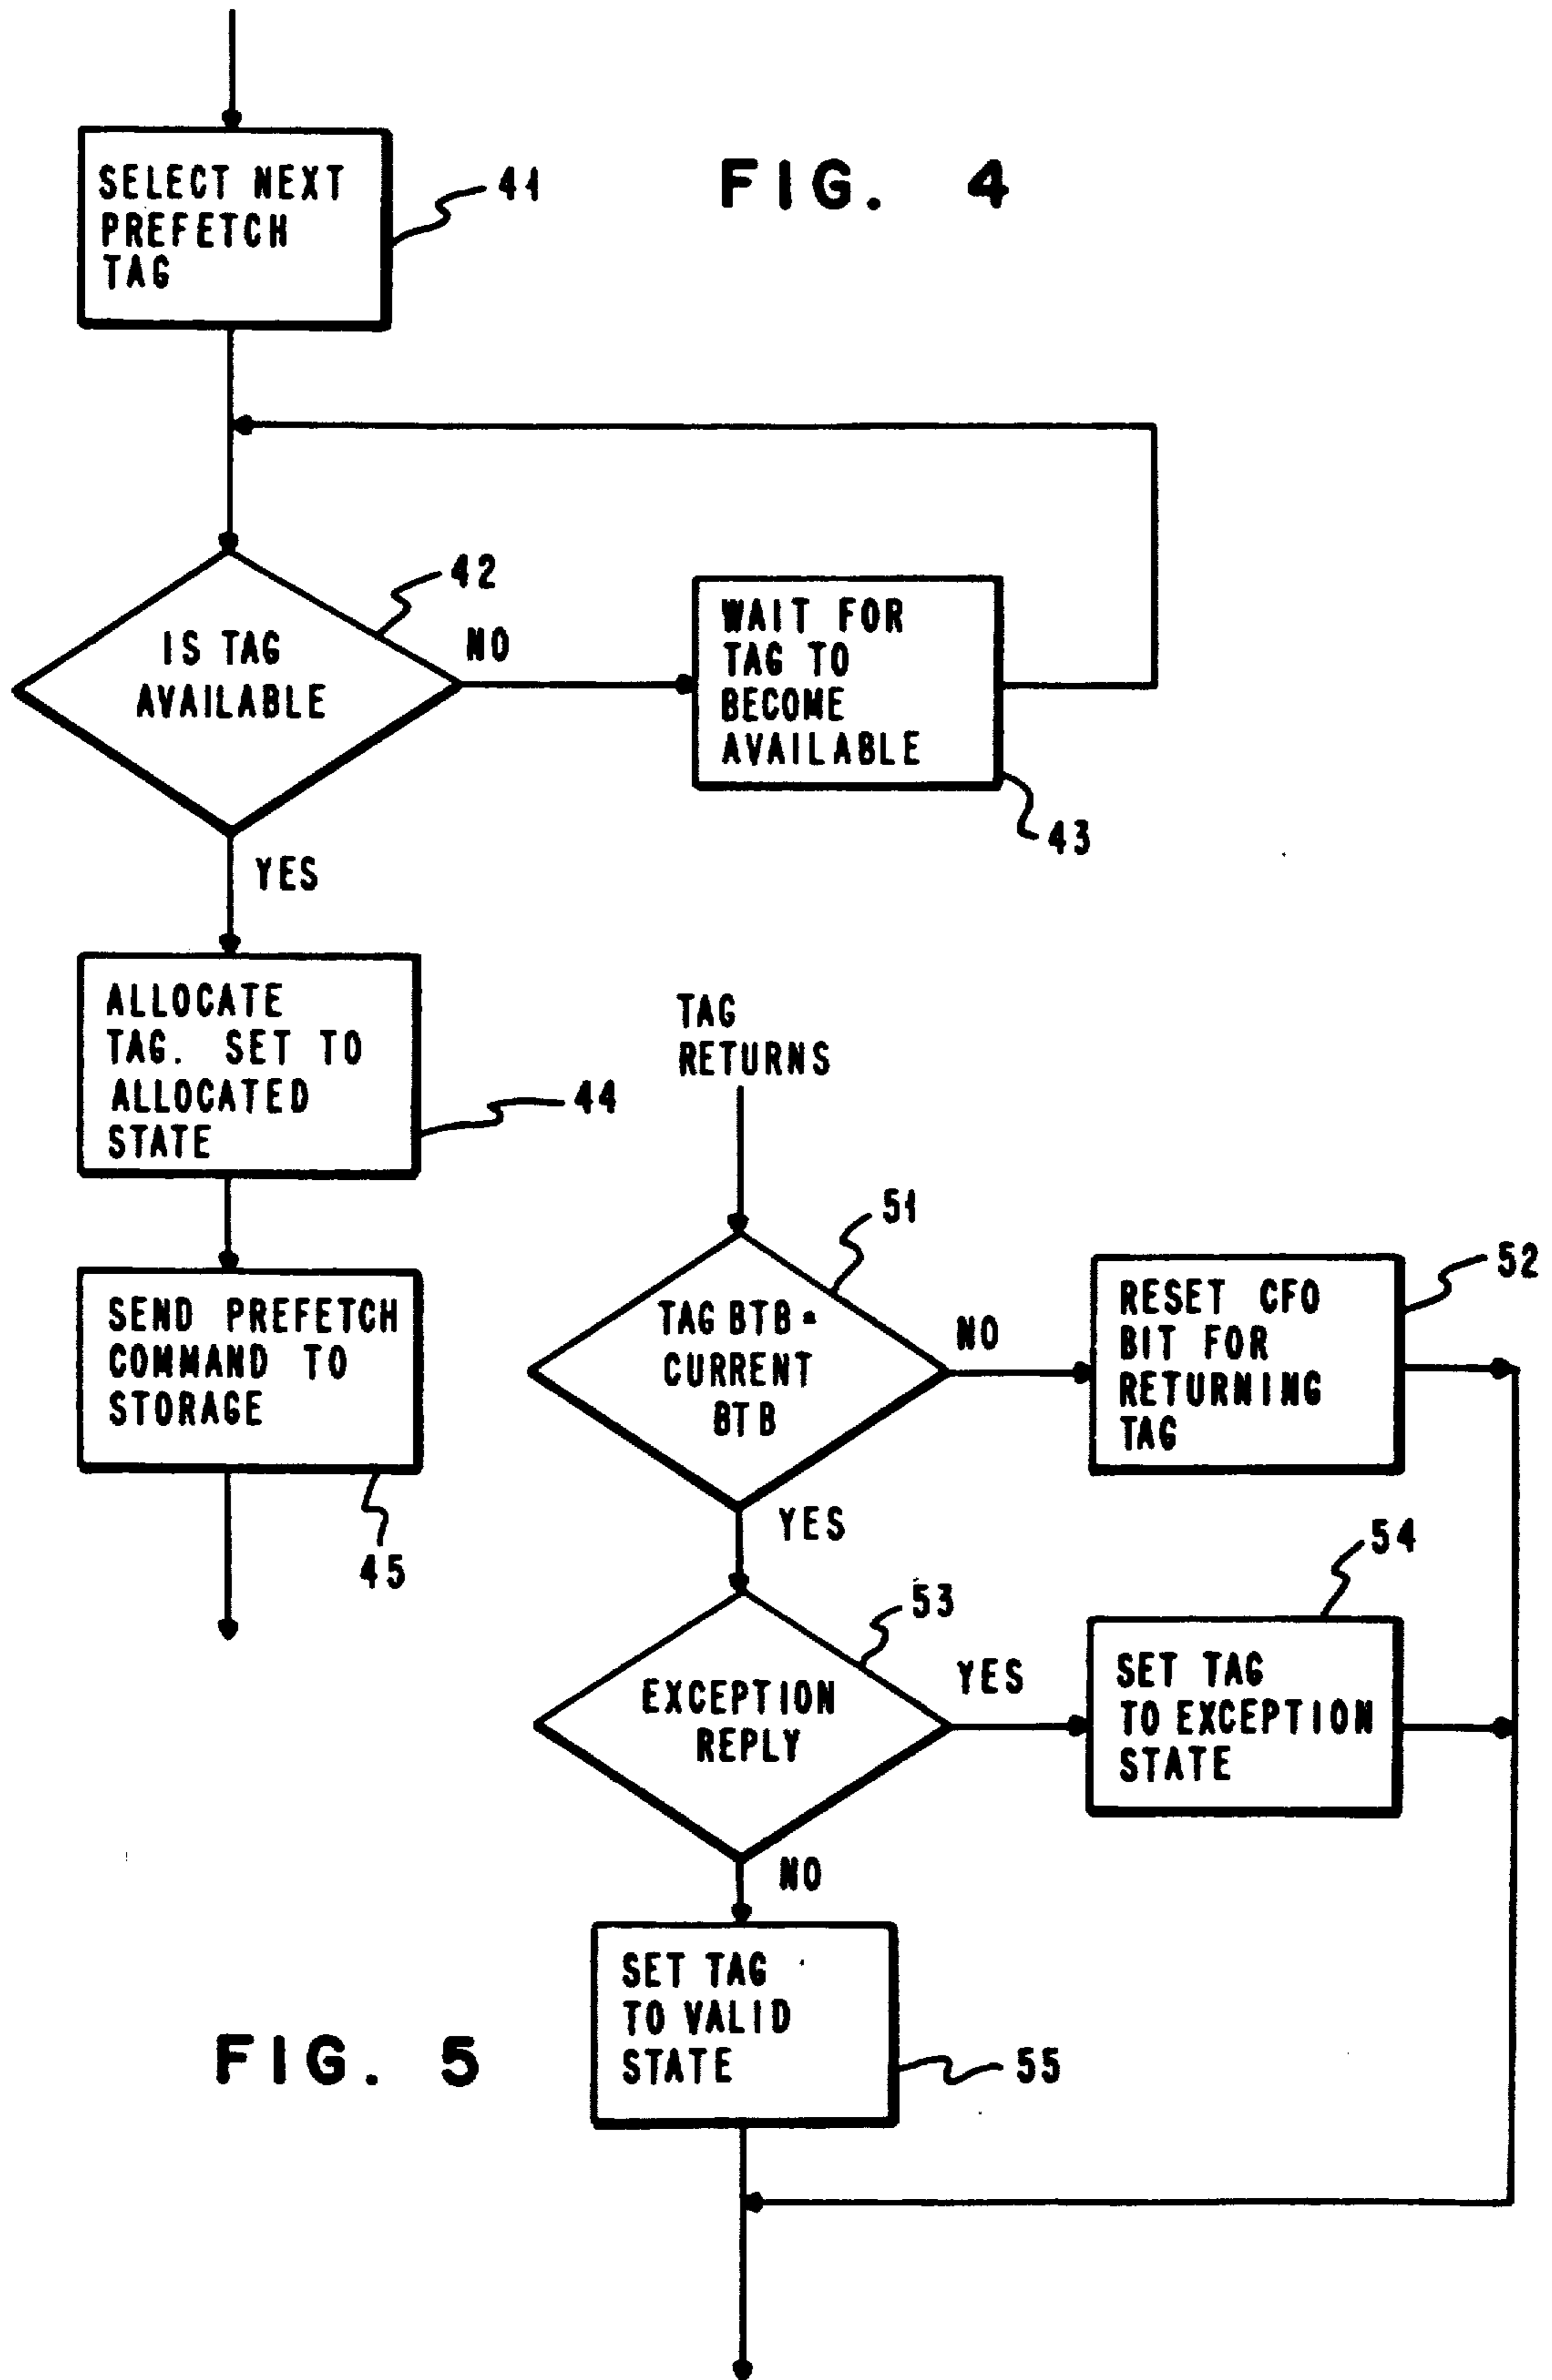 FIG. 4
SELECT NEXT
PREFETCH
TAG
41
IS TAG
AVAILABLE
42
NO
WAIT FOR
TAG TO
BECOME
AVAILABLE
43
YES
ALLOCATE
TAG. SET TO
ALLOCATED
STATE
44
SEND PREFETCH
COMMAND TO
STORAGE
45
TAG
RETURNS
TAG BTB =
CURRENT
BTB
51
NO
RESET CFO
BIT FOR
RETURNING
TAG
52
YES
EXCEPTION
REPLY
53
YES
SET TAG
TO EXCEPTION
STATE
54
NO
SET TAG
TO VALID
STATE
55
FIG. 5